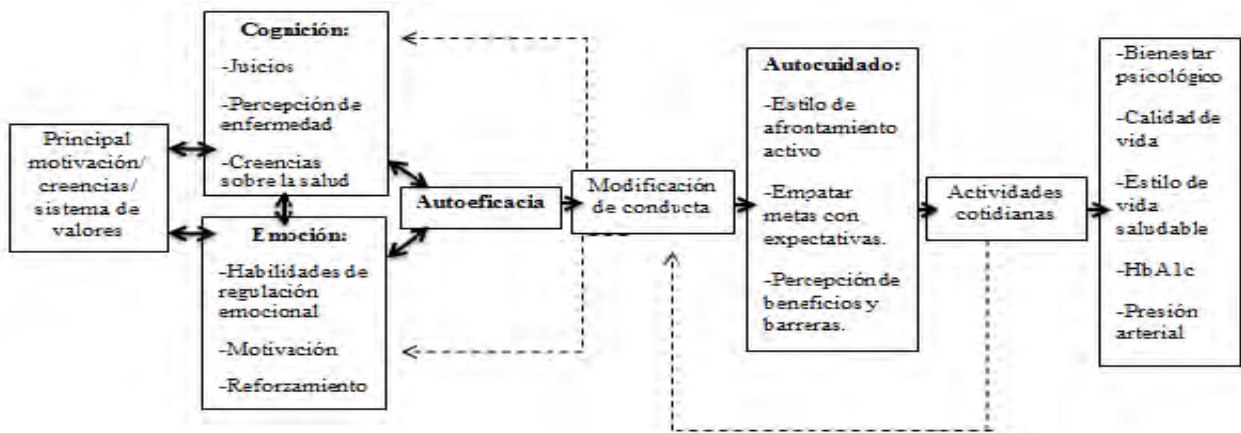 Principal
motivación/
creencias/
sistema de
valores
Cognición:
-Juicios
-Percepción de
enfermedad
-Creencias
sobre la salud
Emoción:
-Habilidades de
regulación
emocional
-Motivación
-Reforzamiento
Autoeficacia
Modificación
de conducta
Autocuidado:
-Estilo de
afrontamiento
activo
-Empatar
metas con
expectativas.
-Percepción de
beneficios y
barreras.
Actividades
cotidianas
-Bienestar
psicológico
-Calidad de
vida
-Estilo de
vida
saludable
-HbA1c
-Presión
arterial